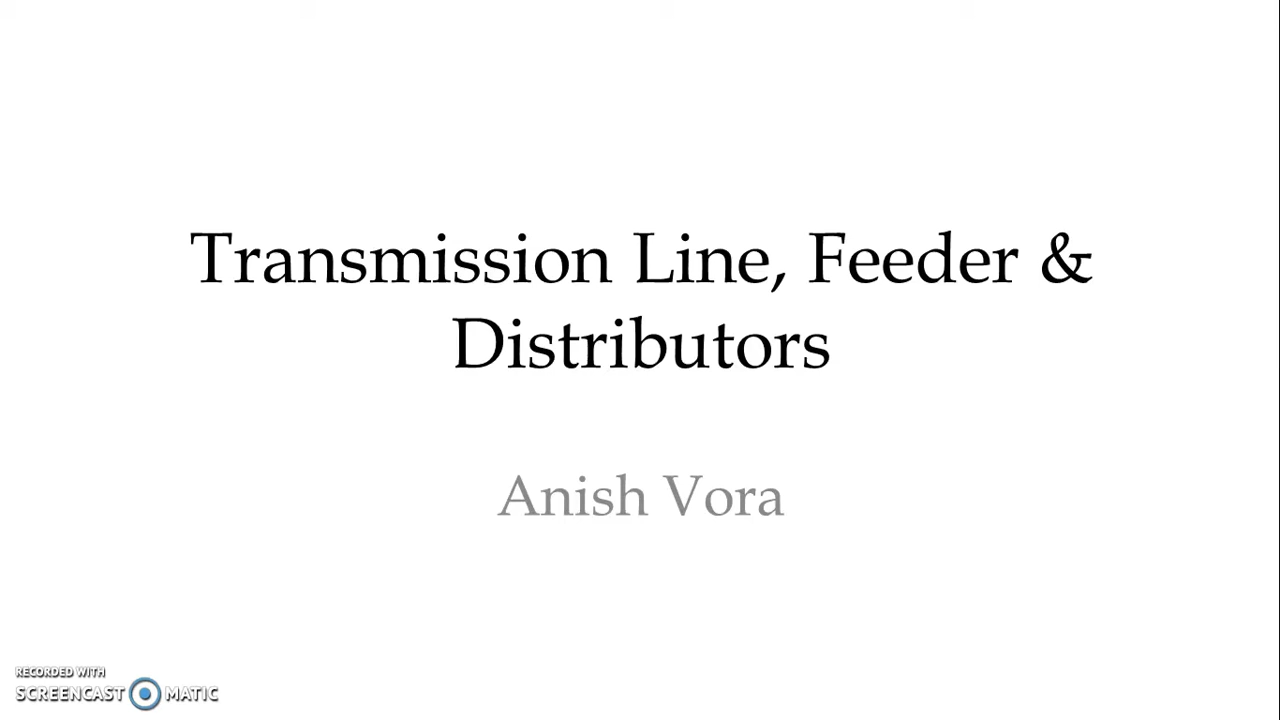 Transmission Line, Feeder &
Distributors
Anish Vora
RECORDED WITH
SCREENCAST MATIC